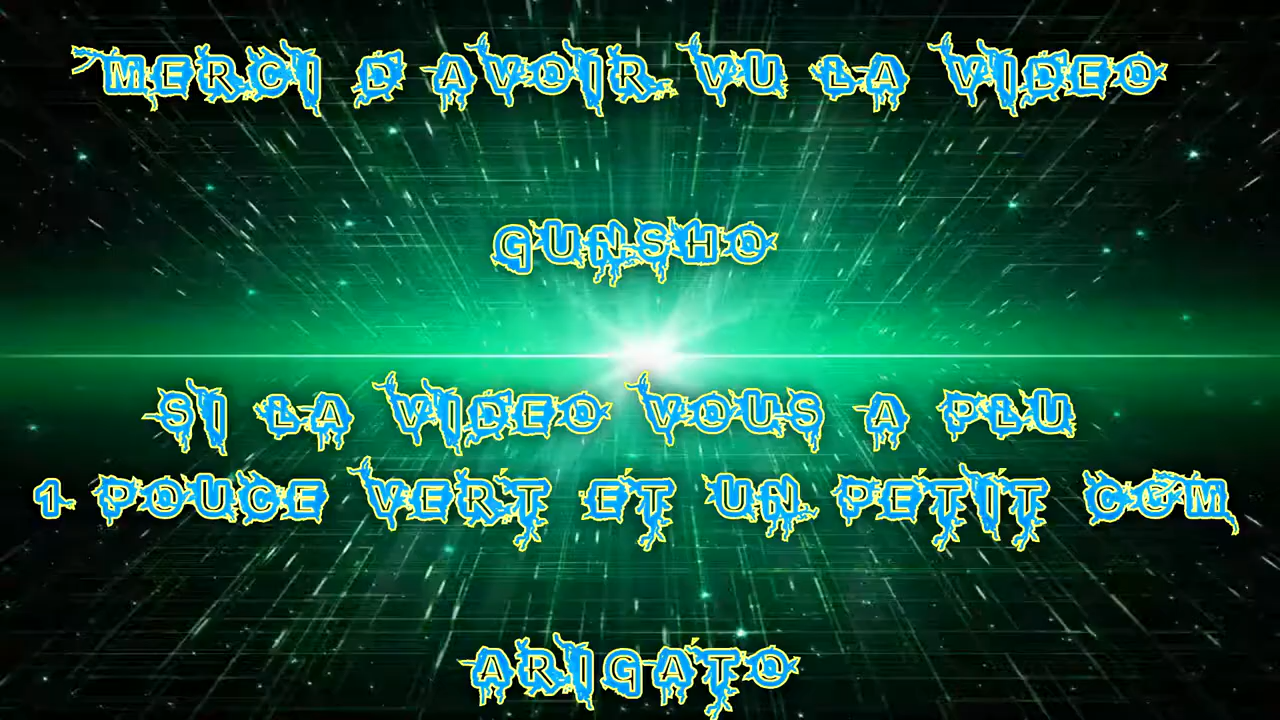 MERCI D AVOIR VU LA VIDEO
GUNSHO
SI LA VIDEO VOUS A PLU
1 POUCE VERT ET UN PETIT COM
ARIGATO